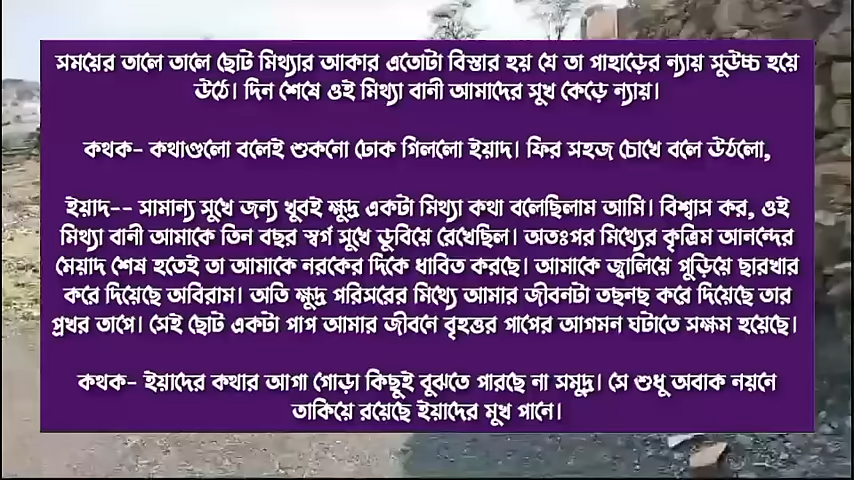 সময়ের তালে তালে ছোট মিথ্যার আকার এতোটা বিস্তার হয় যে তা পাহাড়ের ন্যায় সুউচ্চ হয়ে
উঠে। দিন শেষে ওই মিথ্যা বানী আমাদের সুখ কেড়ে ন্যায়।
কথক- কথাগুলো বলেই শুকনো ঢোক গিললো ইয়াদ। ফির সহজ চোখে বলে উঠলো,
ইয়াদ-- সামান্য সুখে জন্য খুবই ক্ষুদ্র একটা মিথ্যা কথা বলেছিলাম আমি। বিশ্বাস কর, ওই
মিথ্যা বানী আমাকে তিন বছর স্বর্গ সুখে ডুবিয়ে রেখেছিল। অতঃপর মিথ্যের কৃত্রিম আনন্দের
মেয়াদ শেষ হতেই তা আমাকে নরকের দিকে ধাবিত করছে। আমাকে জ্বালিয়ে পুড়িয়ে ছারখার
করে দিয়েছে অবিরাম। অতি ক্ষুদ্র পরিসরের মিথ্যে আমার জীবনটা তছনছ করে দিয়েছে তার
প্রখর তাপে। সেই ছোট একটা পাপ আমার জীবনে বৃহত্তর পাপের আগমন ঘটাতে সক্ষম হয়েছে।
কথক- ইয়াদের কথার আগা গোড়া কিছুই বুঝতে পারছে না সমুদ্র। সে শুধু অবাক নয়নে
তাকিয়ে রয়েছে ইয়াদের মুখ পানে।